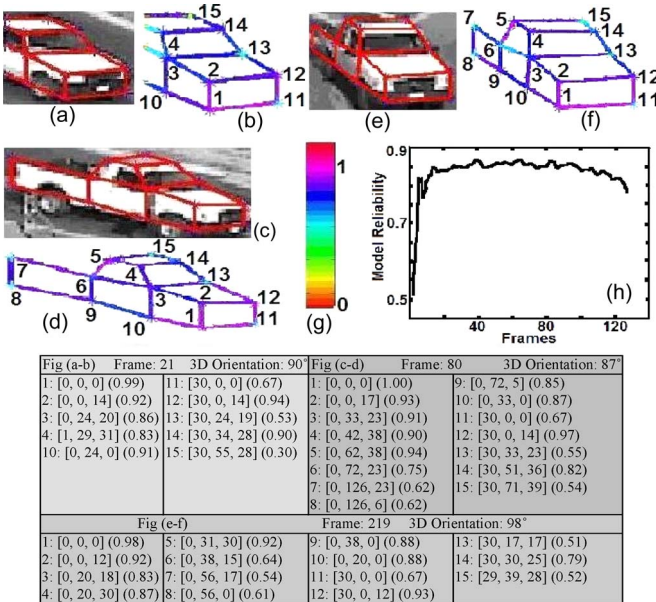 (a)
15
14
4
13
3
2
12
10
1
11
(b)
(e)
15
5
14
7
4
6
13
8
3
2
12
9
10
1
11
(f)
(c)
15
5
14
7
4
6
13
8
3
2
12
9
10
1
11
(d)
1
0
(g)
0.9
0.7
0.5
Model Reliability
40 80 120
Frames
(h)
Fig (a-b) Frame: 21 3D Orientation: 90°
1: [0, 0, 0] (0.99)
2: [0, 0, 14] (0.92)
3: [0, 24, 20] (0.86)
4: [1, 29, 31] (0.83)
10: [0, 24, 0] (0.91)
11: [30, 0, 0] (0.67)
12: [30, 0, 14] (0.94)
13: [30, 24, 19] (0.53)
14: [30, 34, 28] (0.90)
15: [30, 55, 28] (0.30)
Fig (c-d) Frame: 80 3D Orientation: 87°
1: [0, 0, 0] (1.00)
2: [0, 0, 17] (0.93)
3: [0, 33, 23] (0.91)
4: [0, 42, 38] (0.90)
5: [0, 62, 38] (0.94)
6: [0, 72, 23] (0.75)
7: [0, 126, 23] (0.62)
8: [0, 126, 6] (0.62)
9: [0, 72, 5] (0.85)
10: [0, 33, 0] (0.87)
11: [30, 0, 0] (0.67)
12: [30, 0, 14] (0.97)
13: [30, 33, 23] (0.55)
14: [30, 51, 36] (0.82)
15: [30, 71, 39] (0.54)
Fig (e-f) Frame: 219 3D Orientation: 98°
1: [0, 0, 0] (0.98)
2: [0, 0, 12] (0.92)
3: [0, 20, 18] (0.83)
4: [0, 20, 30] (0.87)
5: [0, 31, 30] (0.92)
6: [0, 38, 15] (0.64)
7: [0, 56, 17] (0.54)
8: [0, 56, 0] (0.61)
9: [0, 38, 0] (0.88)
10: [0, 20, 0] (0.88)
11: [30, 0, 0] (0.67)
12: [30, 0, 12] (0.93)
13: [30, 17, 17] (0.51)
14: [30, 30, 25] (0.79)
15: [29, 39, 28] (0.52)